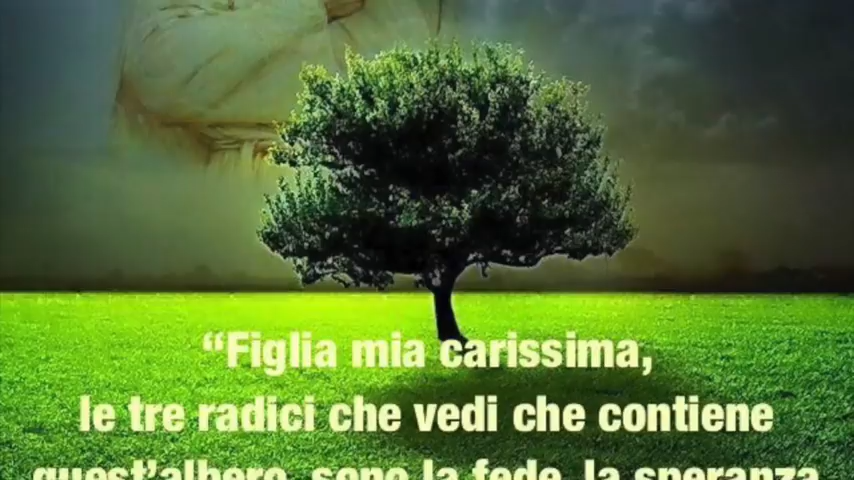 “Figlia mia carissima,
le tre radici che vedi che contiene
quest’albero, sono la fede, la speranza